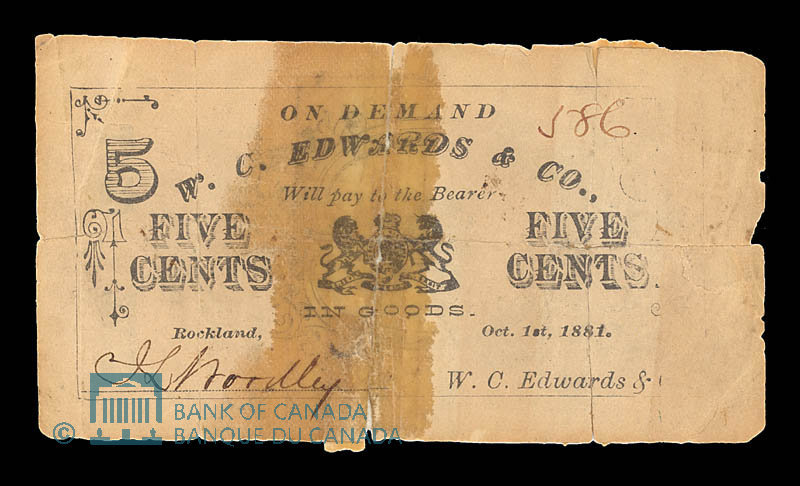 ON DEMAND
586
5
W. C. EDWARDS & CO.,
Will pay to the Bearer
FIVE CENTS
FIVE CENTS.
IN GOODS.
Rockland,
Oct. 1st, 1881.
W. C. Edwards &
© BANK OF CANADA
BANQUE DU CANADA